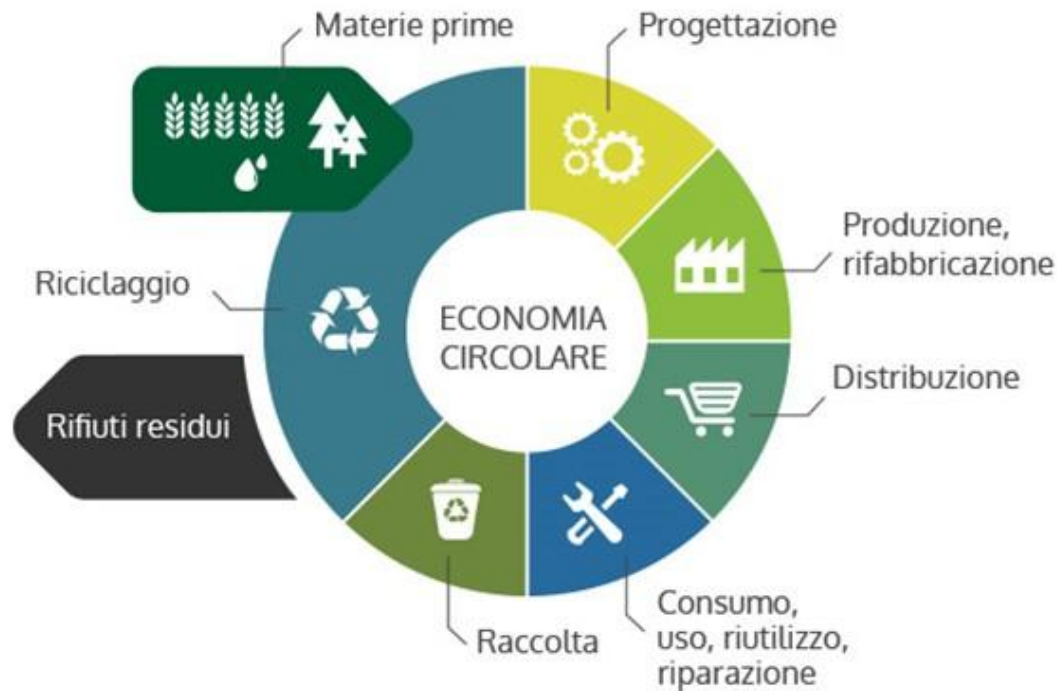 Materie prime
Progettazione
Produzione,
rifabbricazione
Riciclaggio
ECONOMIA
CIRCOLARE
Distribuzione
Rifiuti residui
Consumo,
uso, riutilizzo,
riparazione
Raccolta